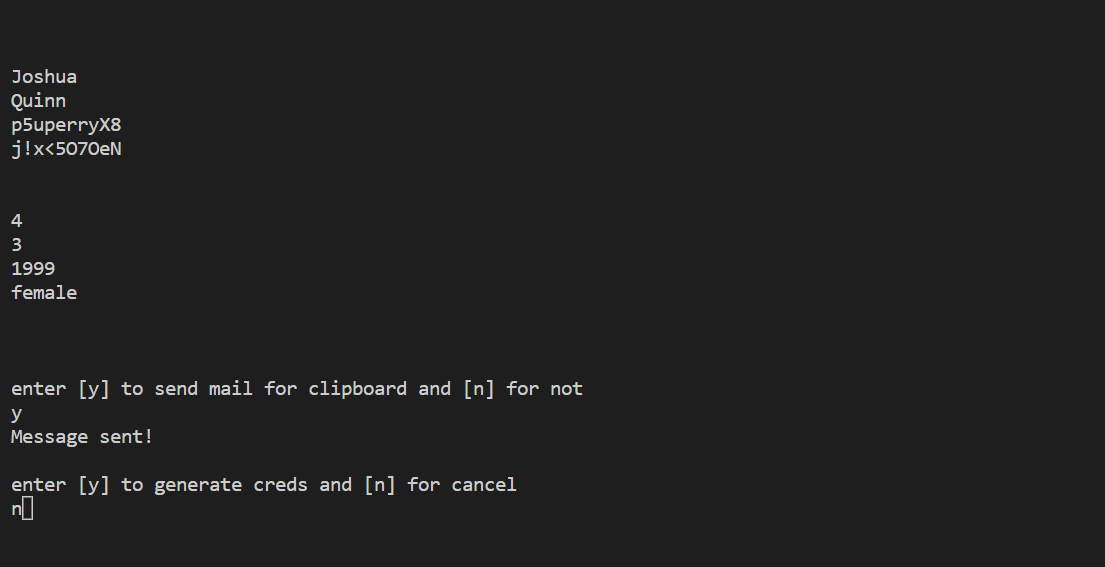 Joshua
Quinn
p5uperryX8
j!x<5O7OeN
4
3
1999
female
enter [y] to send mail for clipboard and [n] for not
y
Message sent!
enter [y] to generate creds and [n] for cancel
n